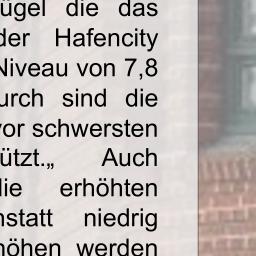 ügel die das
der Hafencity
Niveau von 7,8
urch sind die
vor schwersten
ützt.„ Auch
die erhöhten
nstatt niedrig
höhen werden